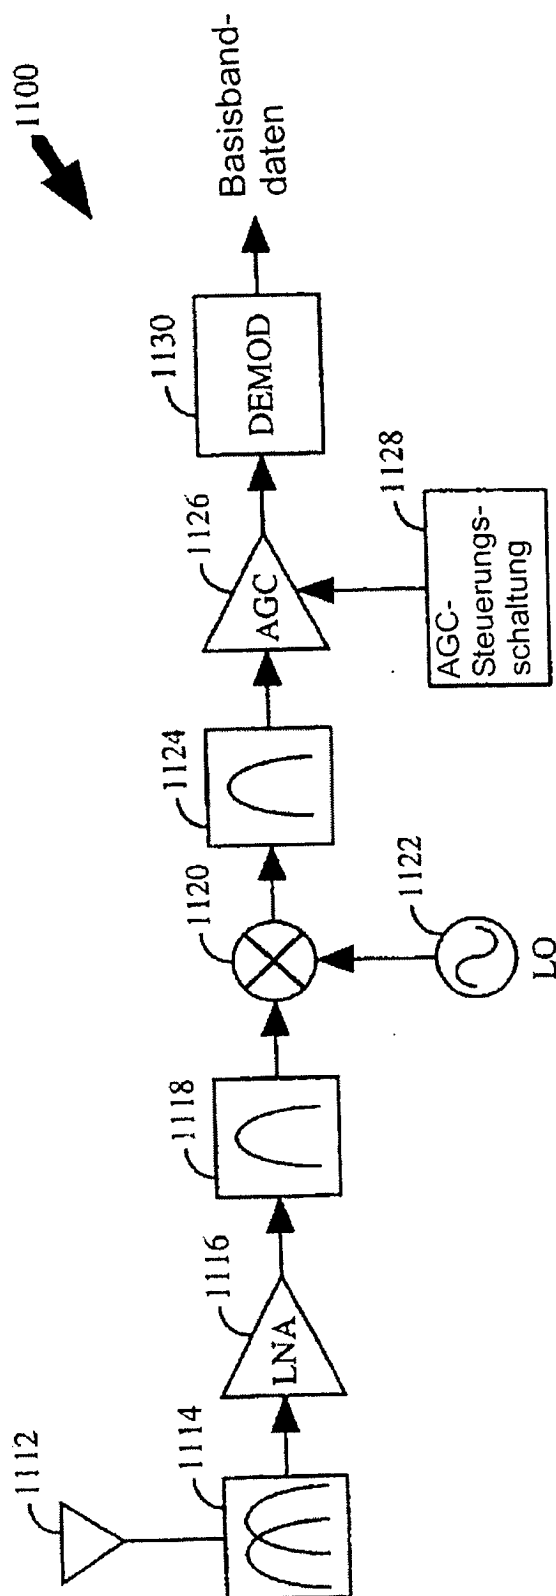 1100
1112
1114
1116
LNA
1118
1120
1122
LO
1124
1126
AGC
1128
AGC-
Steuerungs-
schaltung
1130
DEMOD
Basisband-
daten